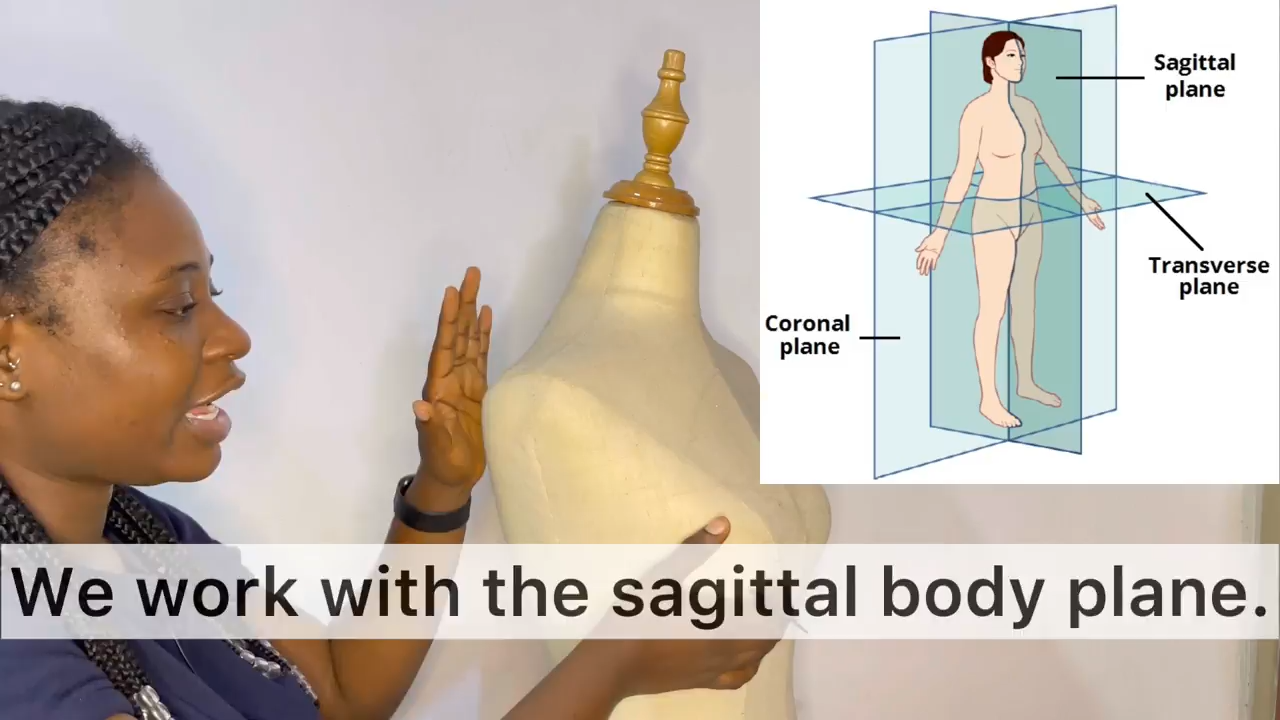 Sagittal
plane
Transverse
plane
Coronal
plane
We work with the sagittal body plane.